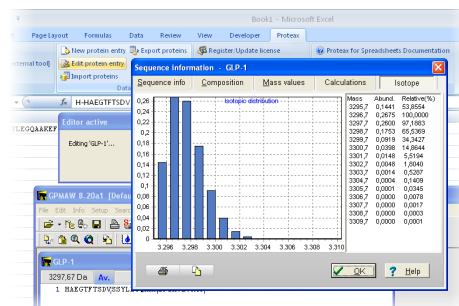 Book1 - Microsoft Excel
Page Layout Formulas Data Review View Developer Proteax
New protein entry Export proteins Register/Update license Proteax for Spreadsheets Documentation
external tool] Edit protein entry
Import proteins
Data
fx H-HAEGTFTSDV
Sequence information - GLP-1
Sequence info Composition Mass values Calculations Isotope
Editor active
Editing 'GLP-1'...
Isotopic distribution
0,26
0,24
0,22
0,2
0,18
0,16
0,14
0,12
0,1
0,08
0,06
0,04
0,02
0
3.296 3.298 3.300 3.302 3.304 3.306 3.308 3.310
Mass Abund. Relative(%)
3295,7 0,1441 53,8554
3296,7 0,2675 100,0000
3297,7 0,2600 97,1883
3298,7 0,1753 65,5369
3299,7 0,0919 34,3427
3300,7 0,0398 14,8644
3301,7 0,0148 5,5194
3302,7 0,0048 1,8040
3303,7 0,0014 0,5287
3304,7 0,0004 0,1409
3305,7 0,0001 0,0345
3306,7 0,0000 0,0078
3307,7 0,0000 0,0017
3308,7 0,0000 0,0003
3309,7 0,0000 0,0001
OK Help
GPMAW 8.20a1 [Defau
File Edit Info Setup Sear
GLP-1
3297,67 Da Av.
1 HAEGTFTSDVSSYL